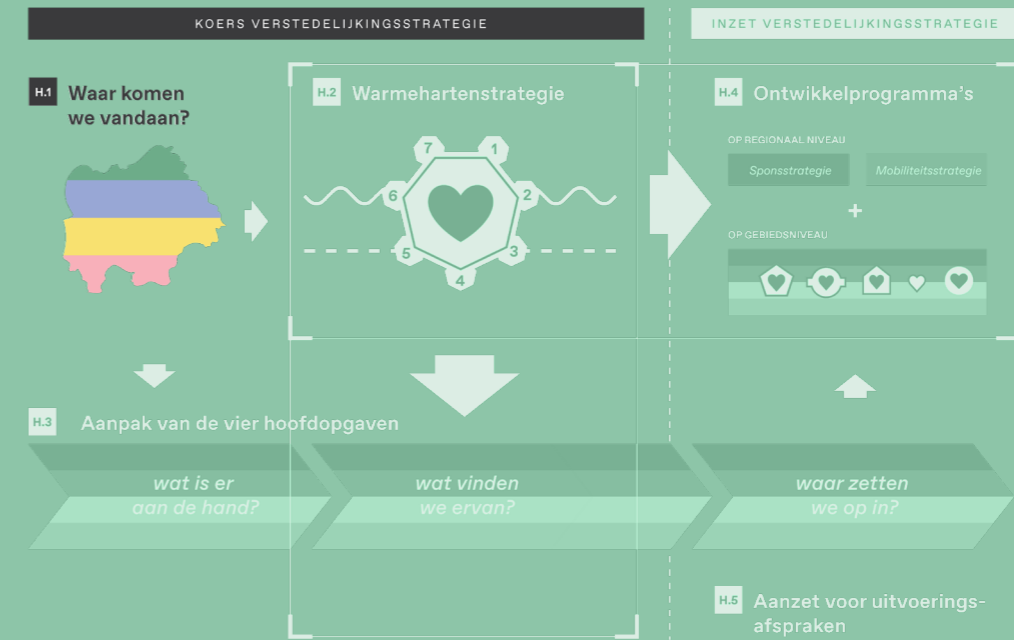 KOERS VERSTEDELIJKINGSSTRATEGIE
INZET VERSTEDELIJKINGSSTRATEGIE
H.1 Waar komen
we vandaan?
H.2 Warmehartenstrategie
7 1
6 2
5 3
4
H.4 Ontwikkelprogramma's
OP REGIONAAL NIVEAU
Sponsstrategie Mobiliteitsstrategie
+
OP GEBIEDSNIVEAU
H.3 Aanpak van de vier hoofdopgaven
wat is er
aan de hand?
wat vinden
we ervan?
waar zetten
we op in?
H.5 Aanzet voor uitvoerings-
afspraken